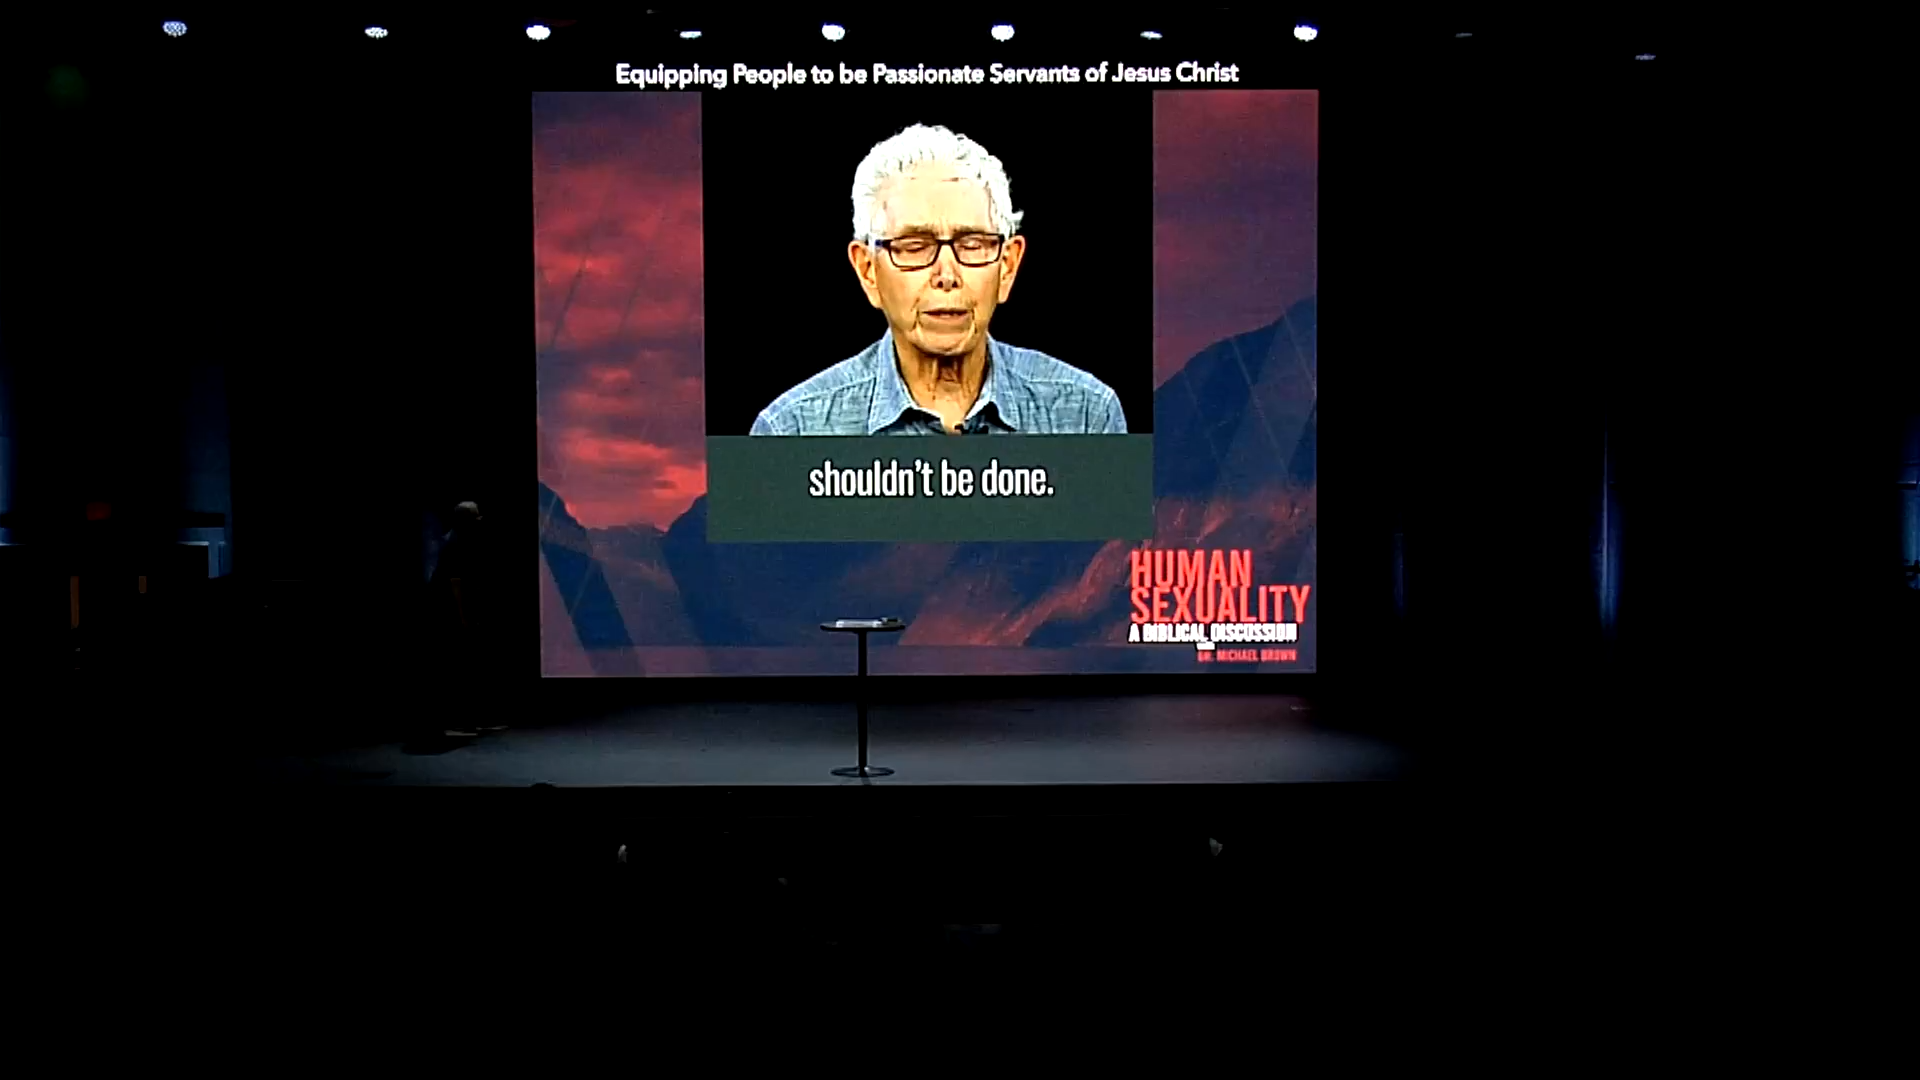 Equipping People to be Passionate Servants of Jesus Christ
shouldn't be done.
HUMAN
SEXUALITY
A BIBLICAL DISCUSSION
DR. MICHAEL BROWN